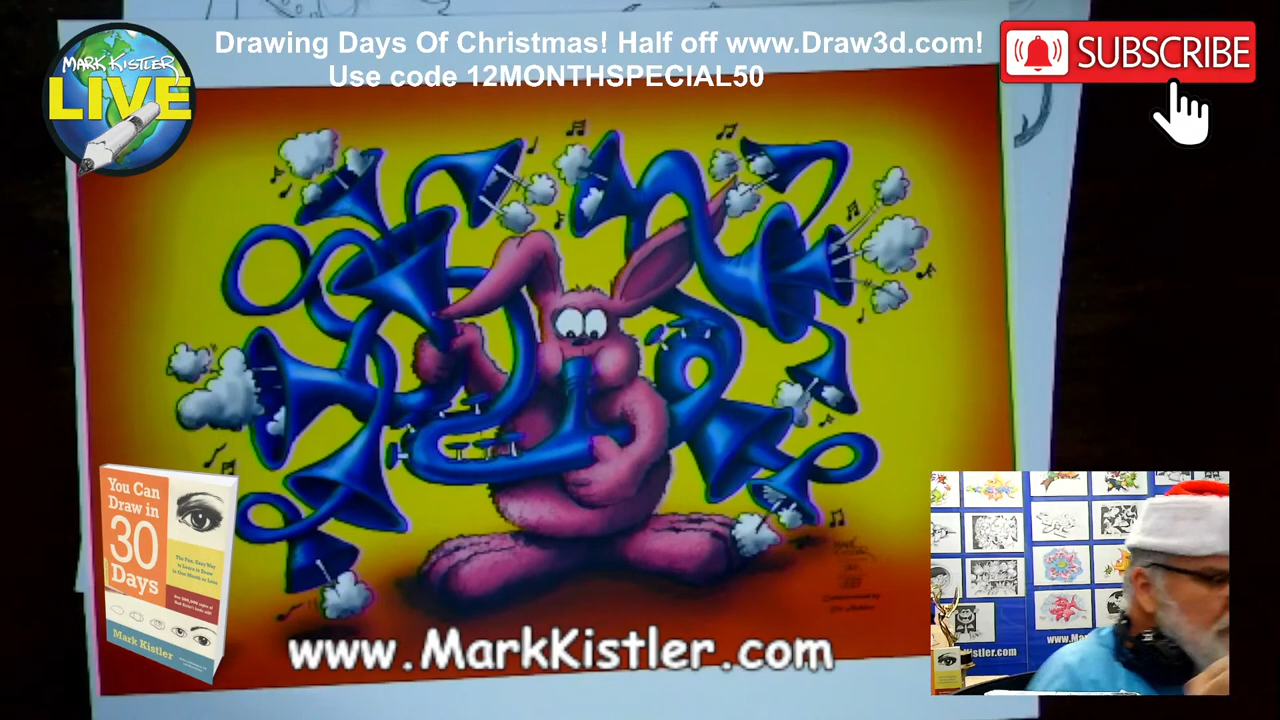 Drawing Days Of Christmas! Half off www.Draw3d.com!
Use code 12MONTHSPECIAL50
MARK KISTLER
LIVE
SUBSCRIBE
You Can
Draw in
30
Days
Mark Kistler
www.MarkKistler.com